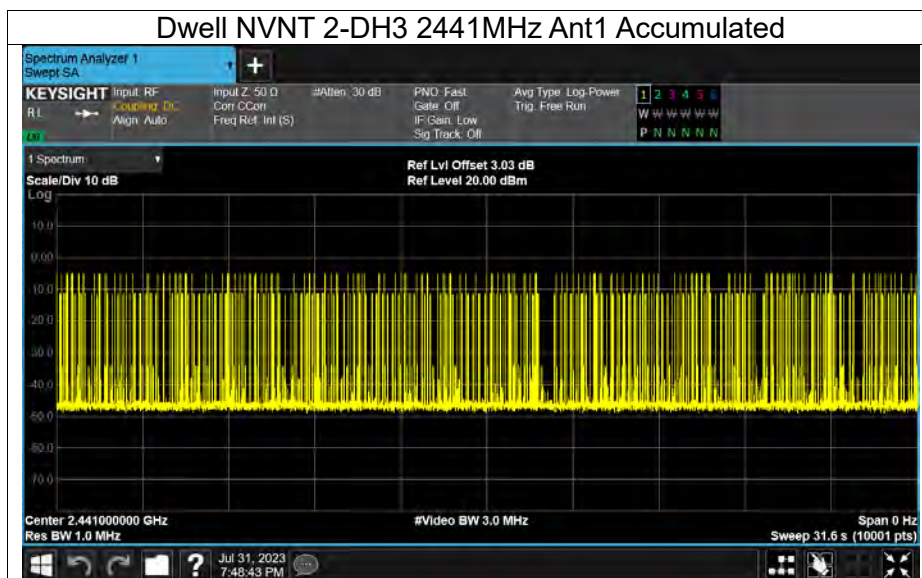 Dwell NVNT 2-DH3 2441MHz Ant1 Accumulated
Spectrum Analyzer 1
Swept SA
+
KEYSIGHT Input: RF Input Z: 50 Ω #Atten: 30 dB PNO: Fast Avg Type: Log-Power 1 2 3 4 5 6
Coupling: DC Corr CCorr Gate: Off Trig: Free Run W W W W W W
Align: Auto Freq Ref: Int (S) IF Gain: Low P N N N N N
Sig Track: Off
1 Spectrum
Ref Lvl Offset 3.03 dB
Scale/Div 10 dB Ref Level 20.00 dBm
Log
10.0
0.00
-10.0
-20.0
-30.0
-40.0
-50.0
-60.0
-70.0
Center 2.441000000 GHz #Video BW 3.0 MHz Span 0 Hz
Res BW 1.0 MHz Sweep 31.6 s (10001 pts)
? Jul 31, 2023
7:48:43 PM